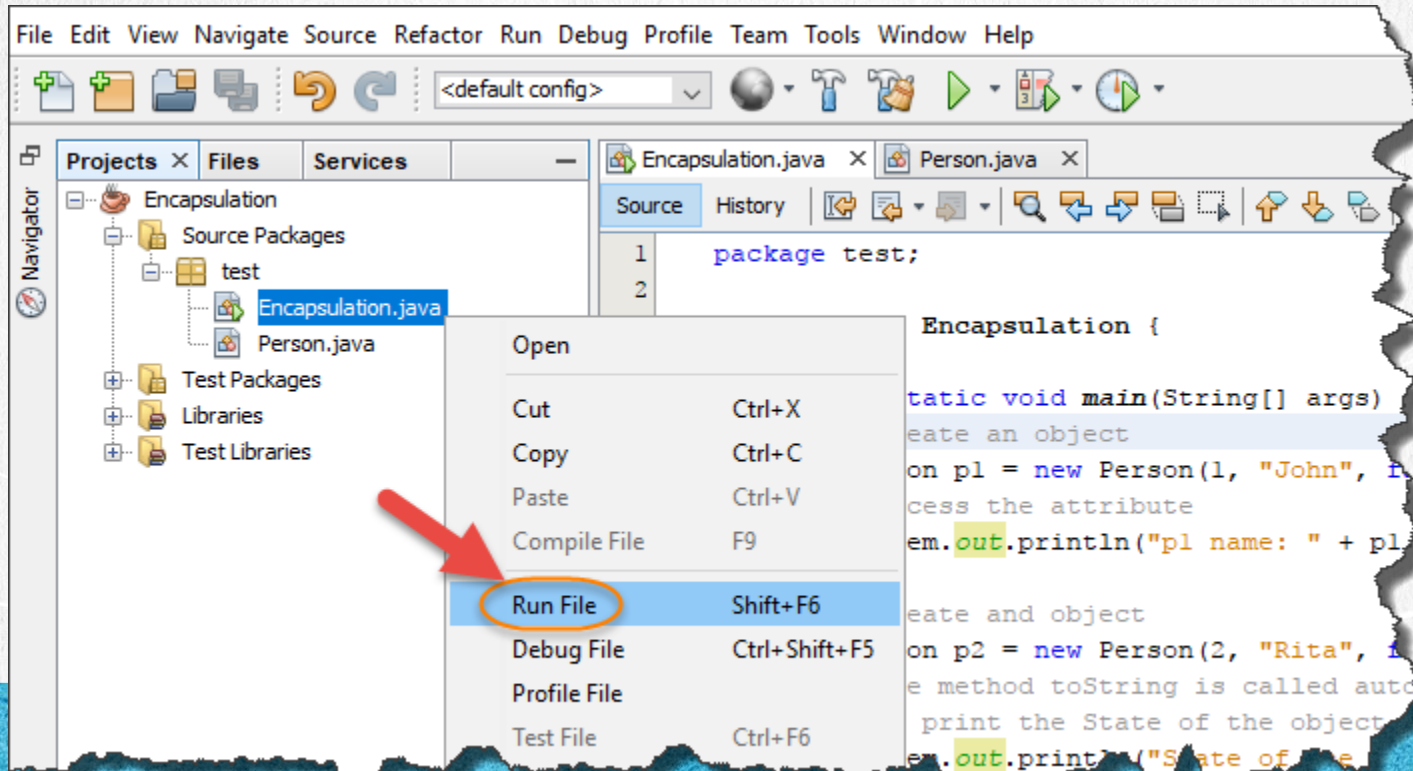 File Edit View Navigate Source Refactor Run Debug Profile Team Tools Window Help
<default config>
Projects Files Services
Navigator
Encapsulation
Source Packages
test
Encapsulation.java
Person.java
Test Packages
Libraries
Test Libraries
Encapsulation.java Person.java
Source History
1 package test;
2
Encapsulation {
tatic void main(String[] args)
eate an object
on p1 = new Person(1, "John",
cess the attribute
em.out.println("p1 name: " + p1
eate and object
on p2 = new Person(2, "Rita",
e method toString is called auto
print the State of the object
em.out.println("State of the
Open
Cut Ctrl+X
Copy Ctrl+C
Paste Ctrl+V
Compile File F9
Run File Shift+F6
Debug File Ctrl+Shift+F5
Profile File
Test File Ctrl+F6